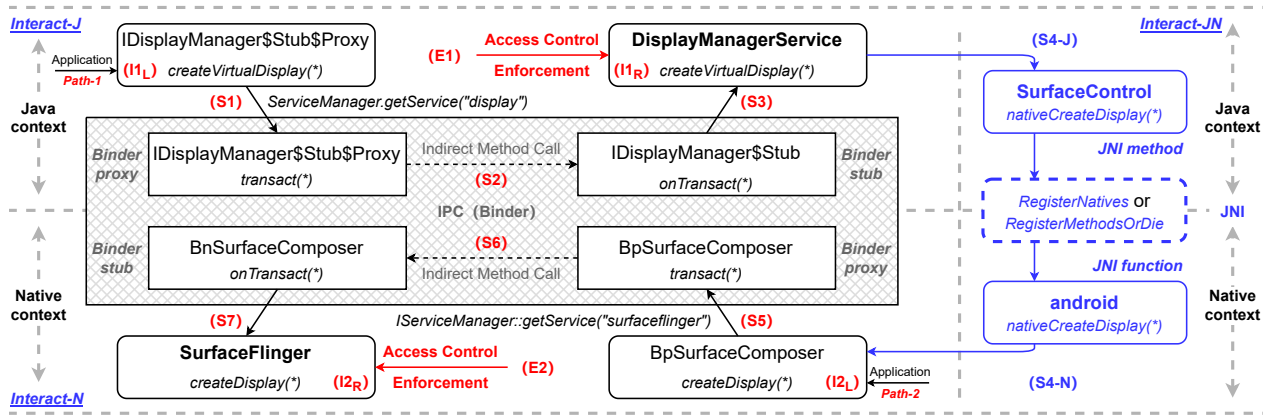 Interact-J
Application
Path-1
Java
context
IDisplayManager$Stub$Proxy
(I1L) createVirtualDisplay(*)
(E1)
Access Control
Enforcement
DisplayManagerService
(I1R) createVirtualDisplay(*)
(S4-J)
Interact-JN
SurfaceControl
nativeCreateDisplay(*)
Java
context
(S1)
ServiceManager.getService("display")
(S3)
JNI method
Binder
proxy
IDisplayManager$Stub$Proxy
transact(*)
Indirect Method Call
(S2)
IDisplayManager$Stub
onTransact(*)
Binder
stub
IPC (Binder)
RegisterNatives or
RegisterMethodsOrDie
JNI
Binder
stub
BnSurfaceComposer
onTransact(*)
(S6)
Indirect Method Call
BpSurfaceComposer
transact(*)
Binder
proxy
JNI function
Native
context
android
nativeCreateDisplay(*)
Native
context
(S7)
IServiceManager::getService("surfaceflinger")
(S5)
SurfaceFlinger
createDisplay(*) (I2R)
Access Control
Enforcement
(E2)
BpSurfaceComposer
createDisplay(*) (I2L)
Application
Path-2
(S4-N)
Interact-N